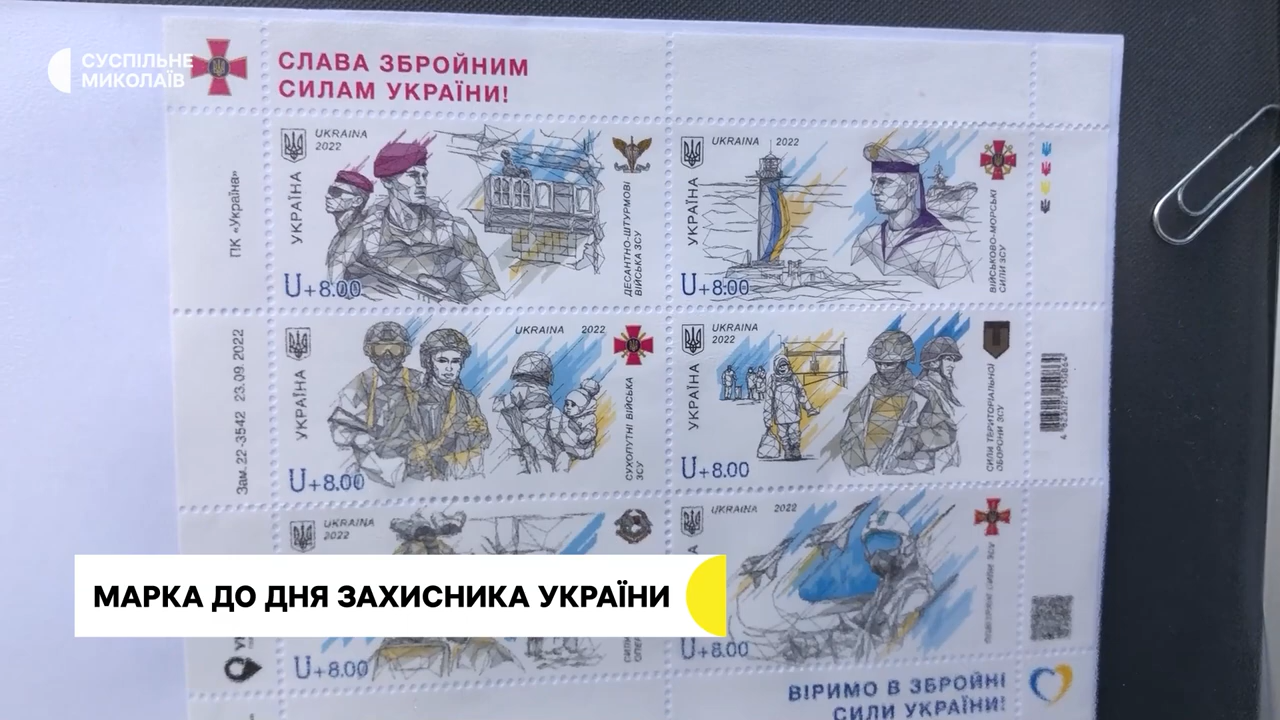 СУСПІЛЬНЕ
МИКОЛАЇВ
СЛАВА ЗБРОЙНИМ
СИЛАМ УКРАЇНИ!
ПК «Україна»
UKRAINA
2022
УКРАЇНА
U+8.00
ДЕСАНТНО-ШТУРМОВІ
ВІЙСЬКА ЗСУ
UKRAINA 2022
УКРАЇНА
U+8.00
ВІЙСЬКОВО-МОРСЬКІ
СИЛИ ЗСУ
Зам.22-3542 23.09.2022
UKRAINA 2022
УКРАЇНА
U+8.00
СУХОПУТНІ ВІЙСЬКА
ЗСУ
UKRAINA
2022
УКРАЇНА
U+8.00
СИЛИ ТЕРИТОРІАЛЬНОЇ
ОБОРОНИ ЗСУ
UKRAINA
2022
U+8.00
UKRAINA 2022
U+8.00
МАРКА ДО ДНЯ ЗАХИСНИКА УКРАЇНИ
ВІРИМО В ЗБРОЙНІ
СИЛИ УКРАЇНИ!